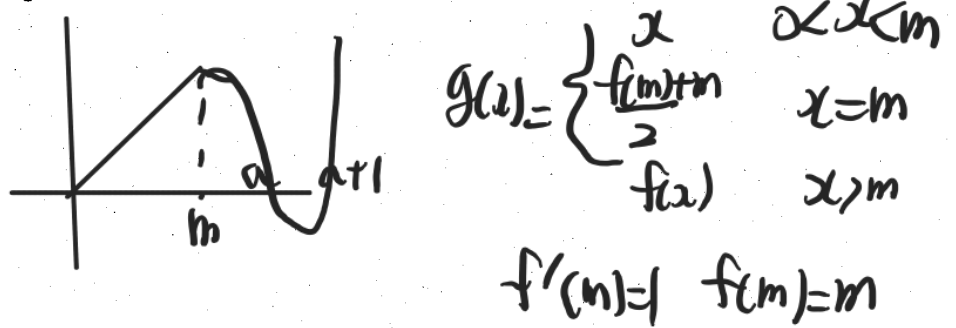 a a+1
m
g(x)= { x 0<x<m
f(m)+m / 2 x=m
f(x) x>m
f'(m)=1 f(m)=m